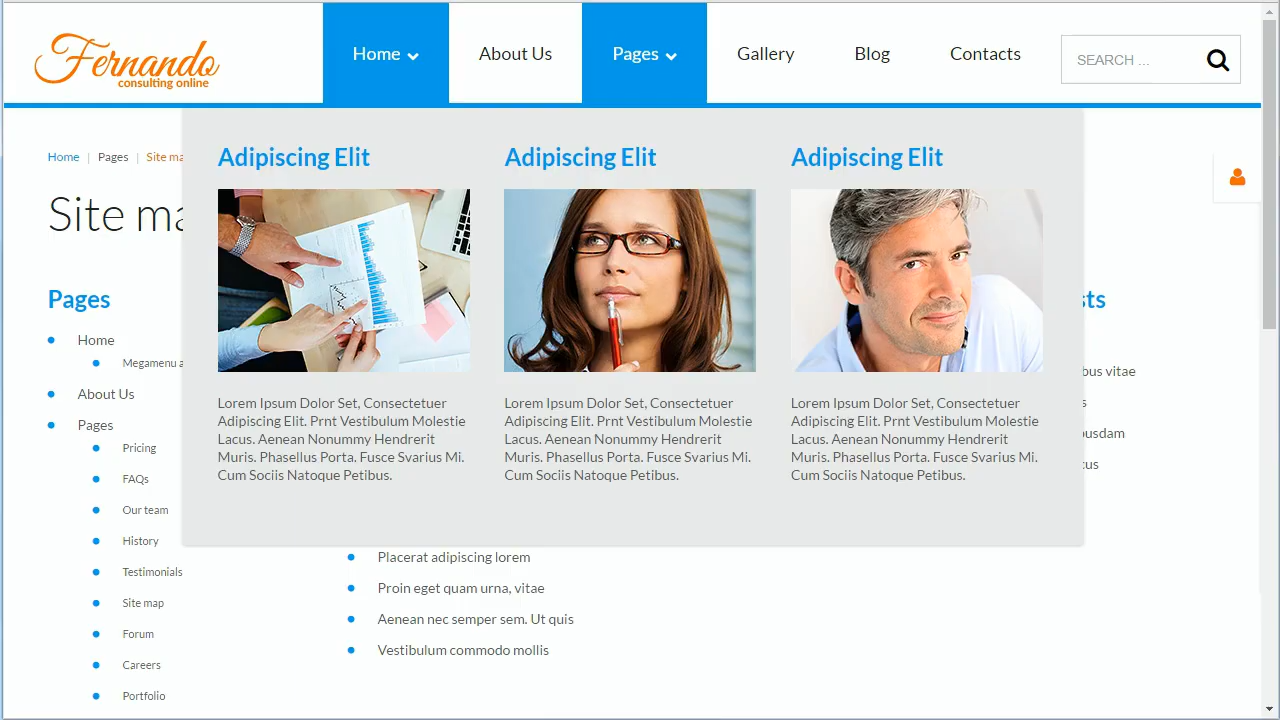 Fernando
consulting online
Home
About Us
Pages
Gallery
Blog
Contacts
SEARCH ...
Home | Pages | Site ma
Site ma
Adipiscing Elit
Adipiscing Elit
Adipiscing Elit
Lorem Ipsum Dolor Set, Consectetuer
Adipiscing Elit. Prnt Vestibulum Molestie
Lacus. Aenean Nonummy Hendrerit
Muris. Phasellus Porta. Fusce Svarius Mi.
Cum Sociis Natoque Petibus.
Lorem Ipsum Dolor Set, Consectetuer
Adipiscing Elit. Prnt Vestibulum Molestie
Lacus. Aenean Nonummy Hendrerit
Muris. Phasellus Porta. Fusce Svarius Mi.
Cum Sociis Natoque Petibus.
Lorem Ipsum Dolor Set, Consectetuer
Adipiscing Elit. Prnt Vestibulum Molestie
Lacus. Aenean Nonummy Hendrerit
Muris. Phasellus Porta. Fusce Svarius Mi.
Cum Sociis Natoque Petibus.
Pages
Home
Megamenu a
About Us
Pages
Pricing
FAQs
Our team
History
Testimonials
Site map
Forum
Careers
Portfolio
Placerat adipiscing lorem
Proin eget quam urna, vitae
Aenean nec semper sem. Ut quis
Vestibulum commodo mollis
sts
bus vitae
s
ousdam
cus